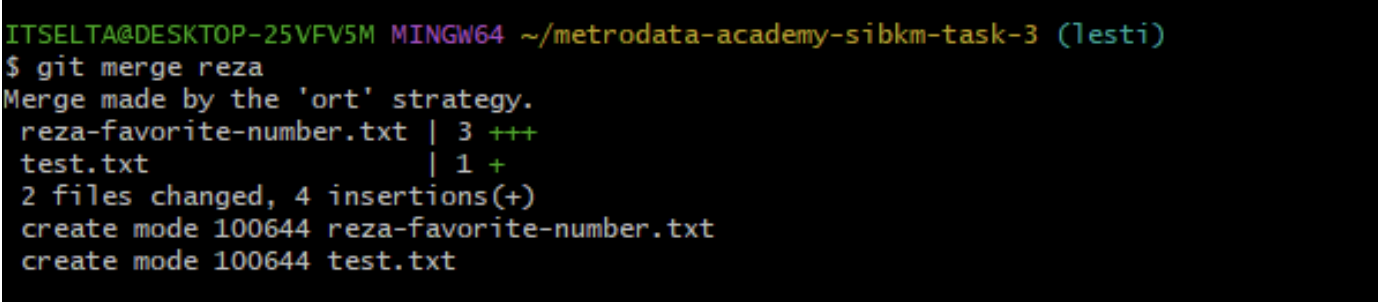 ITSELTA@DESKTOP-25VFV5M MINGW64 ~/metrodata-academy-sibkm-task-3 (lesti)
$ git merge reza
Merge made by the 'ort' strategy.
 reza-favorite-number.txt | 3 +++
 test.txt                 | 1 +
 2 files changed, 4 insertions(+)
 create mode 100644 reza-favorite-number.txt
 create mode 100644 test.txt